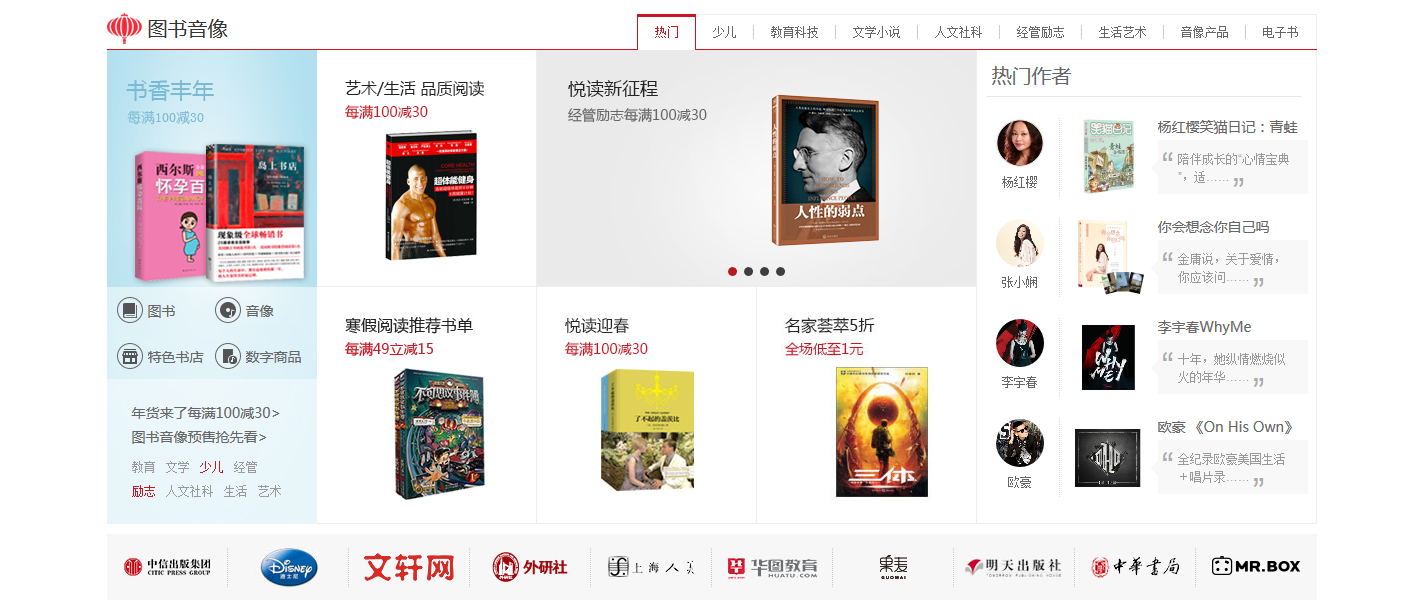 图书音像
热门
少儿
教育科技
文学小说
人文社科
经管励志
生活艺术
音像产品
电子书
书香丰年
每满100减30
西尔斯
怀孕百
岛上书店
现象级全球畅销书
图书
音像
特色书店
数字商品
年货来了每满100减30>
图书音像预售抢先看>
教育 文学 少儿 经管
励志 人文社科 生活 艺术
艺术/生活 品质阅读
每满100减30
超体能健身
悦读新征程
经管励志每满100减30
人性的弱点
寒假阅读推荐书单
每满49立减15
不可思议事件簿
悦读迎春
每满100减30
了不起的盖茨比
名家荟萃5折
全场低至1元
三体
热门作者
杨红樱
笑猫日记
杨红樱笑猫日记：青蛙
“ 陪伴成长的“心情宝典
”，适…… ”
张小娴
你会想念你自己吗
“ 金庸说，关于爱情，
你应该问…… ”
李宇春
WHY
ME?
李宇春WhyMe
“ 十年，她纵情燃烧似
火的年华…… ”
欧豪
欧豪 《On His Own》
“ 全纪录欧豪美国生活
＋唱片录…… ”
中信出版集团
CITIC PRESS GROUP
DISNEY
迪士尼
文轩网
外研社
外研社
上海人美
华图教育
HUATU.COM
果麦
GUOMAI
明天出版社
TOMORROW PUBLISHING HOUSE
中華書局
MR.BOX